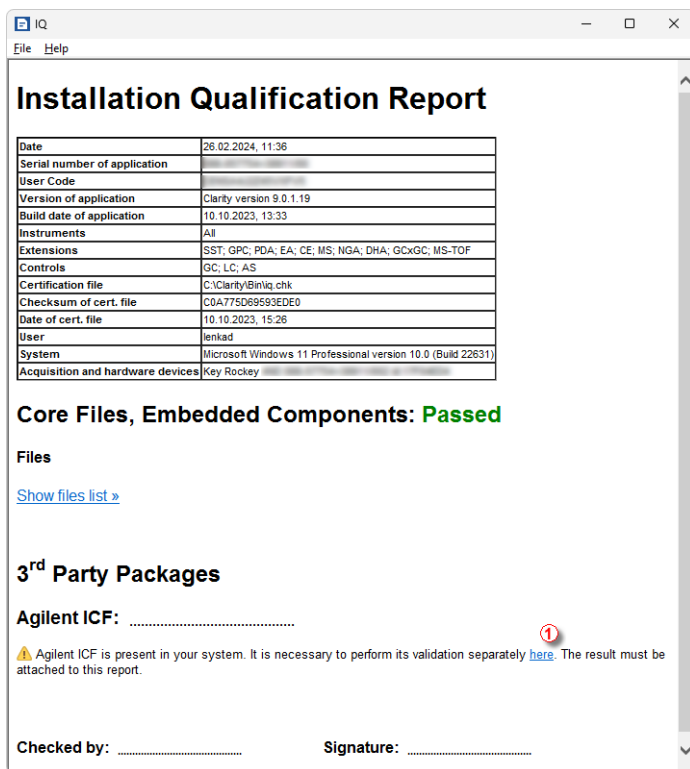 IQ
File Help
Installation Qualification Report
Date 26.02.2024, 11:36
Serial number of application
User Code
Version of application Clarity version 9.0.1.19
Build date of application 10.10.2023, 13:33
Instruments All
Extensions SST; GPC; PDA; EA; CE; MS; NGA; DHA; GCxGC; MS-TOF
Controls GC; LC; AS
Certification file C:\Clarity\Bin\iq.chk
Checksum of cert. file C0A775D69593EDE0
Date of cert. file 10.10.2023, 15:26
User lenkad
System Microsoft Windows 11 Professional version 10.0 (Build 22631)
Acquisition and hardware devices Key Rockey
Core Files, Embedded Components: Passed
Files
Show files list »
3rd Party Packages
Agilent ICF: ..........................................
1
Agilent ICF is present in your system. It is necessary to perform its validation separately here. The result must be
attached to this report.
Checked by: .......................................... Signature: ..........................................